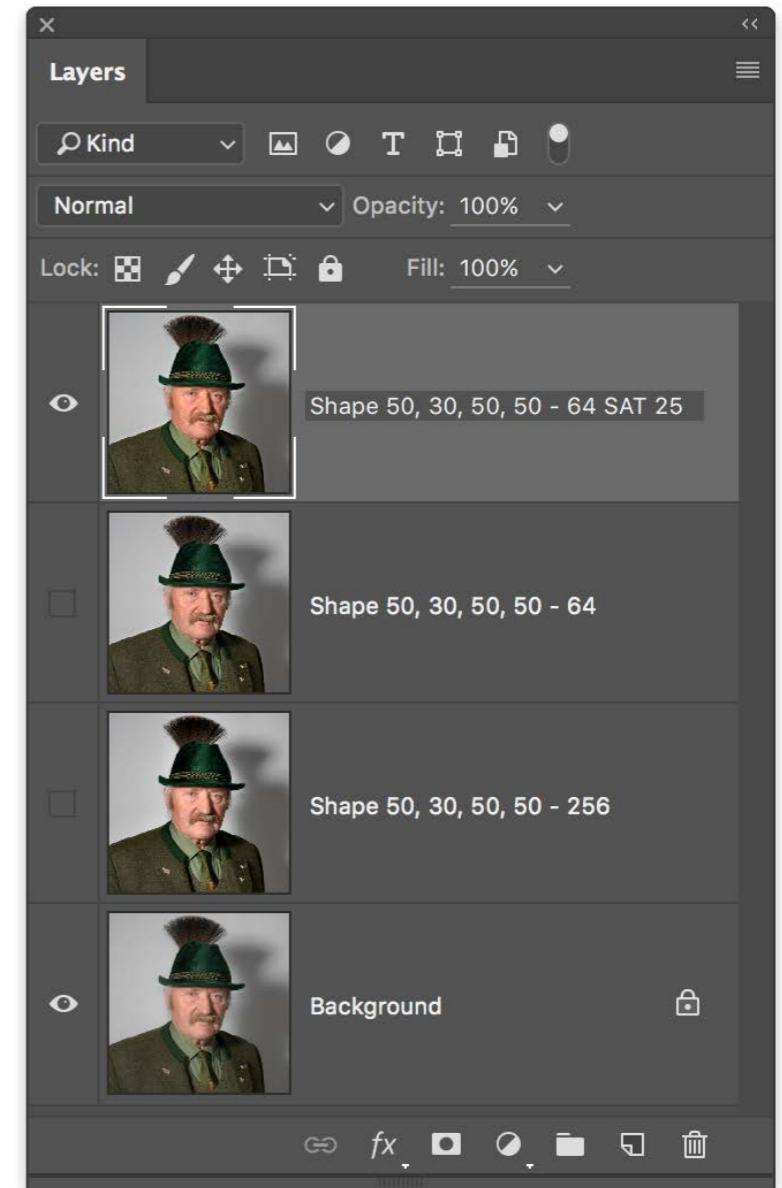 Layers
Kind
Normal Opacity: 100%
Lock: Fill: 100%
Shape 50, 30, 50, 50 - 64 SAT 25
Shape 50, 30, 50, 50 - 64
Shape 50, 30, 50, 50 - 256
Background
fx